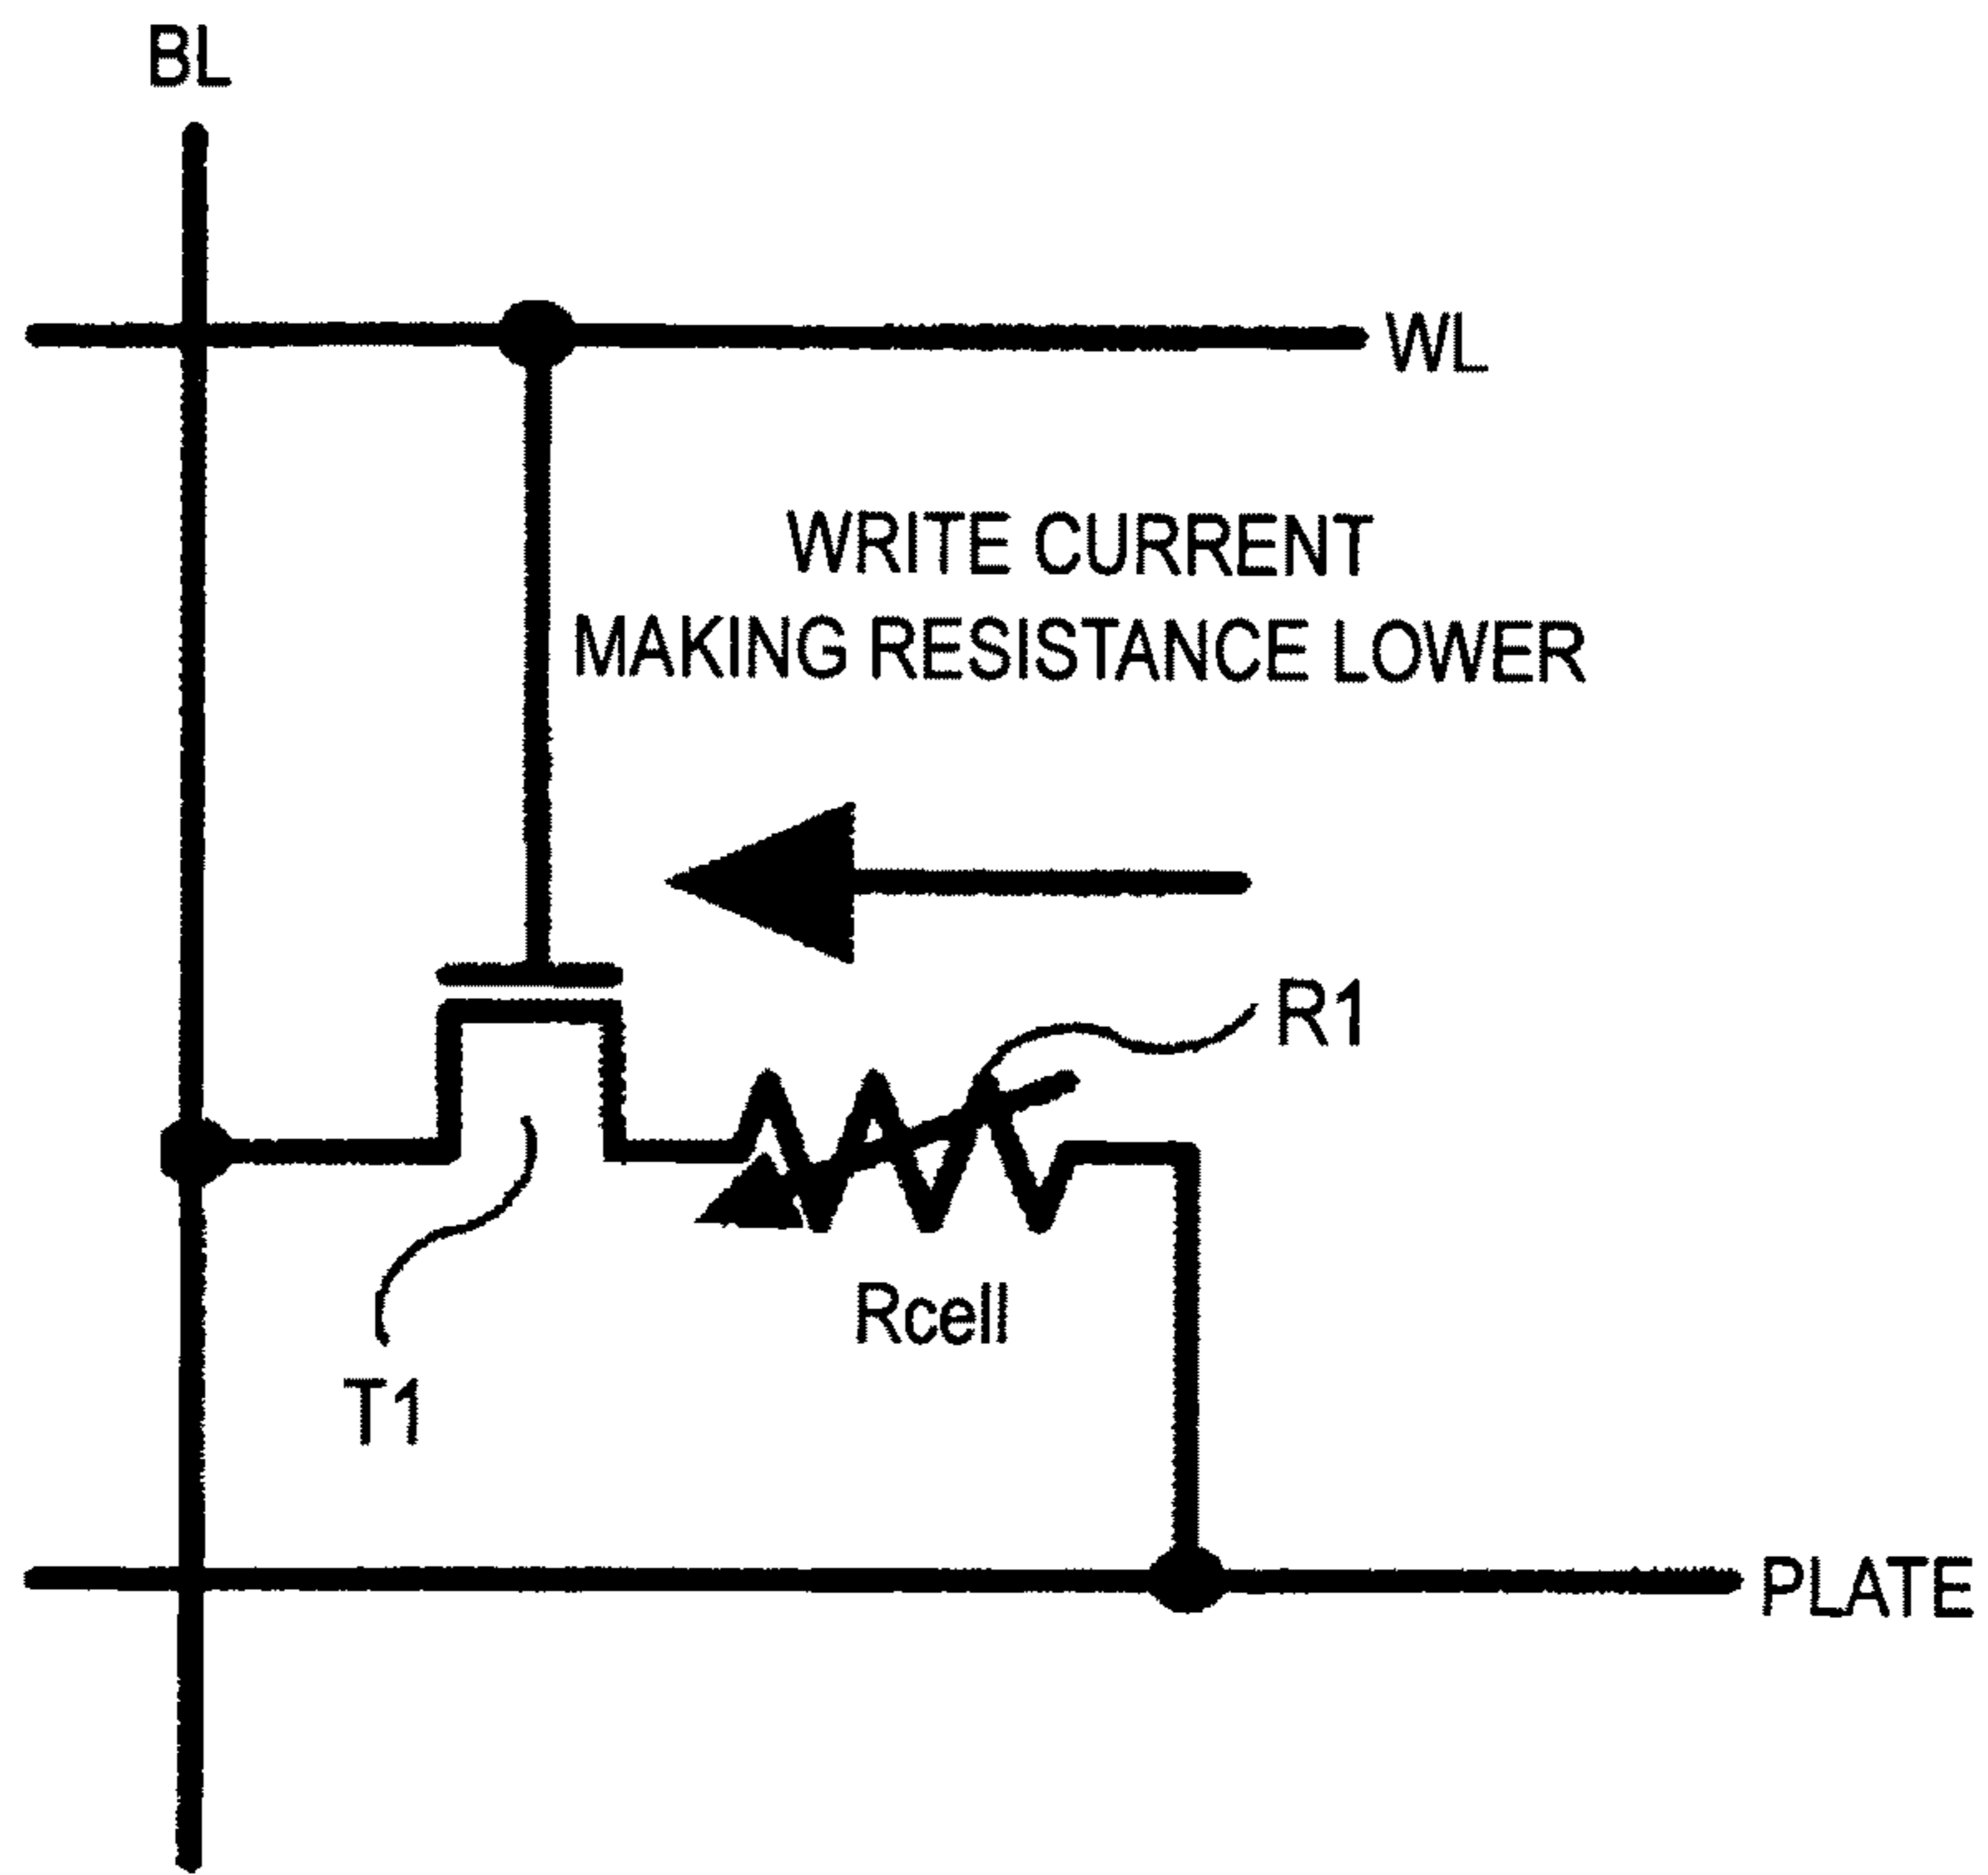 BL
WL
WRITE CURRENT
MAKING RESISTANCE LOWER
R1
Rcell
T1
PLATE